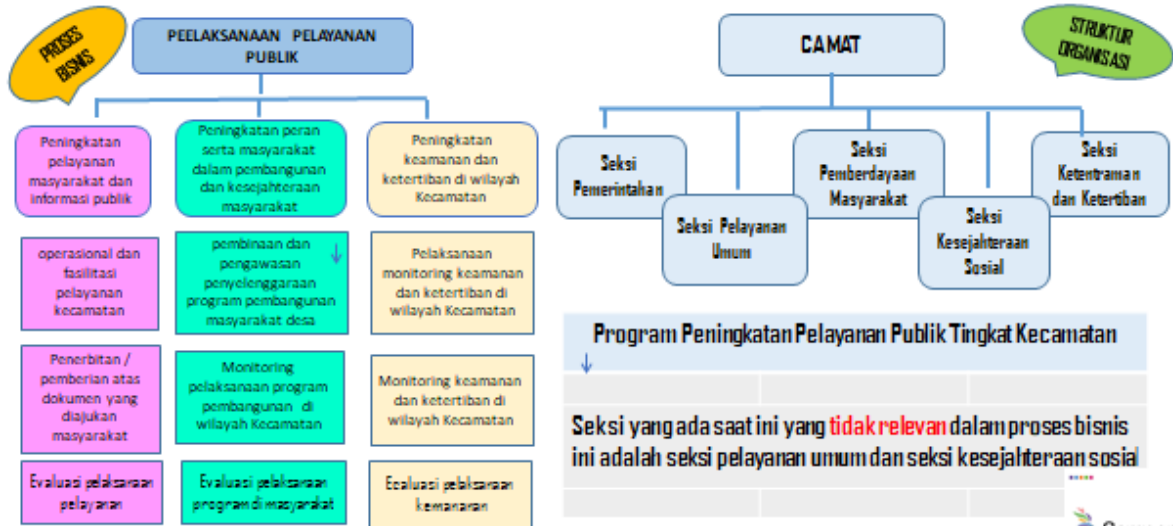 PROSES
BISNIS
PEELAKSANAAN PELAYANAN
PUBLIK
Peningkatan
pelayanan
masyarakat dan
informasi publik
Peningkatan peran
serta masyarakat
dalam pembangunan
dan kesejahteraan
masyarakat
Peningkatan
keamanan dan
ketertiban di wilayah
Kecamatan
operasional dan
fasilitasi
pelayanan
kecamatan
pembinaan dan
pengawasan
penyelenggaraan
program pembangunan
masyarakat desa
Pelaksanaan
monitoring keamanan
dan ketertiban di
wilayah Kecamatan
Penerbitan /
pemberian atas
dokumen yang
diajukan
masyarakat
Monitoring
pelaksanaan program
pembangunan di
wilayah Kecamatan
Monitoring keamanan
dan ketertiban di
wilayah Kecamatan
Evaluasi pelaksanaan
pelayanan
Evaluasi pelaksanaan
program di masyarakat
Ecaluasi pelaksanaan
kemanaran
STRUKTUR
ORGANISASI
CAMAT
Seksi
Pemerintahan
Seksi Pelayanan
Umum
Seksi
Pemberdayaan
Masyarakat
Seksi
Kesejahteraan
Sosial
Seksi
Ketentraman
dan Ketertiban
Program Peningkatan Pelayanan Publik Tingkat Kecamatan
Seksi yang ada saat ini yang tidak relevan dalam proses bisnis
ini adalah seksi pelayanan umum dan seksi kesejahteraan sosial